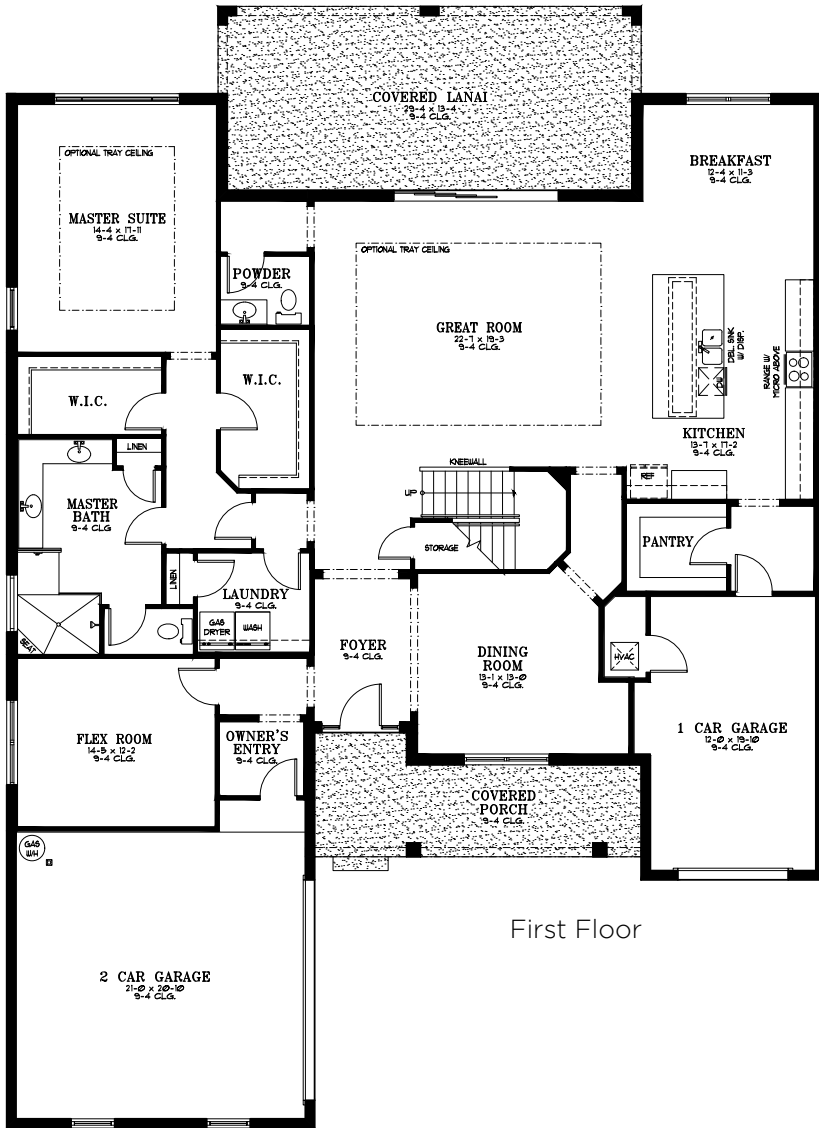 COVERED LANAI
29-4 x 13-4
9-4 CLG.
BREAKFAST
12-4 x 11-3
9-4 CLG.
OPTIONAL TRAY CEILING
MASTER SUITE
14-4 x 17-11
9-4 CLG.
OPTIONAL TRAY CEILING
POWDER
9-4 CLG.
GREAT ROOM
22-7 x 19-3
9-4 CLG.
DEL. SINK
W/ DISP.
DW
RANGE W/
MICRO ABOVE
W.I.C.
W.I.C.
KITCHEN
13-7 x 17-2
9-4 CLG.
LINEN
KNEEWALL
REF
UP
MASTER
BATH
9-4 CLG
STORAGE
PANTRY
LINEN
LAUNDRY
9-4 CLG.
GAS
DRYER
WASH
SEAT
FOYER
9-4 CLG.
DINING
ROOM
13-1 x 13-0
9-4 CLG.
HVAC
1 CAR GARAGE
12-0 x 19-10
9-4 CLG.
FLEX ROOM
14-5 x 12-2
9-4 CLG.
OWNER'S
ENTRY
9-4 CLG.
COVERED
PORCH
9-4 CLG.
GAS
W/H
First Floor
2 CAR GARAGE
21-0 x 20-10
9-4 CLG.